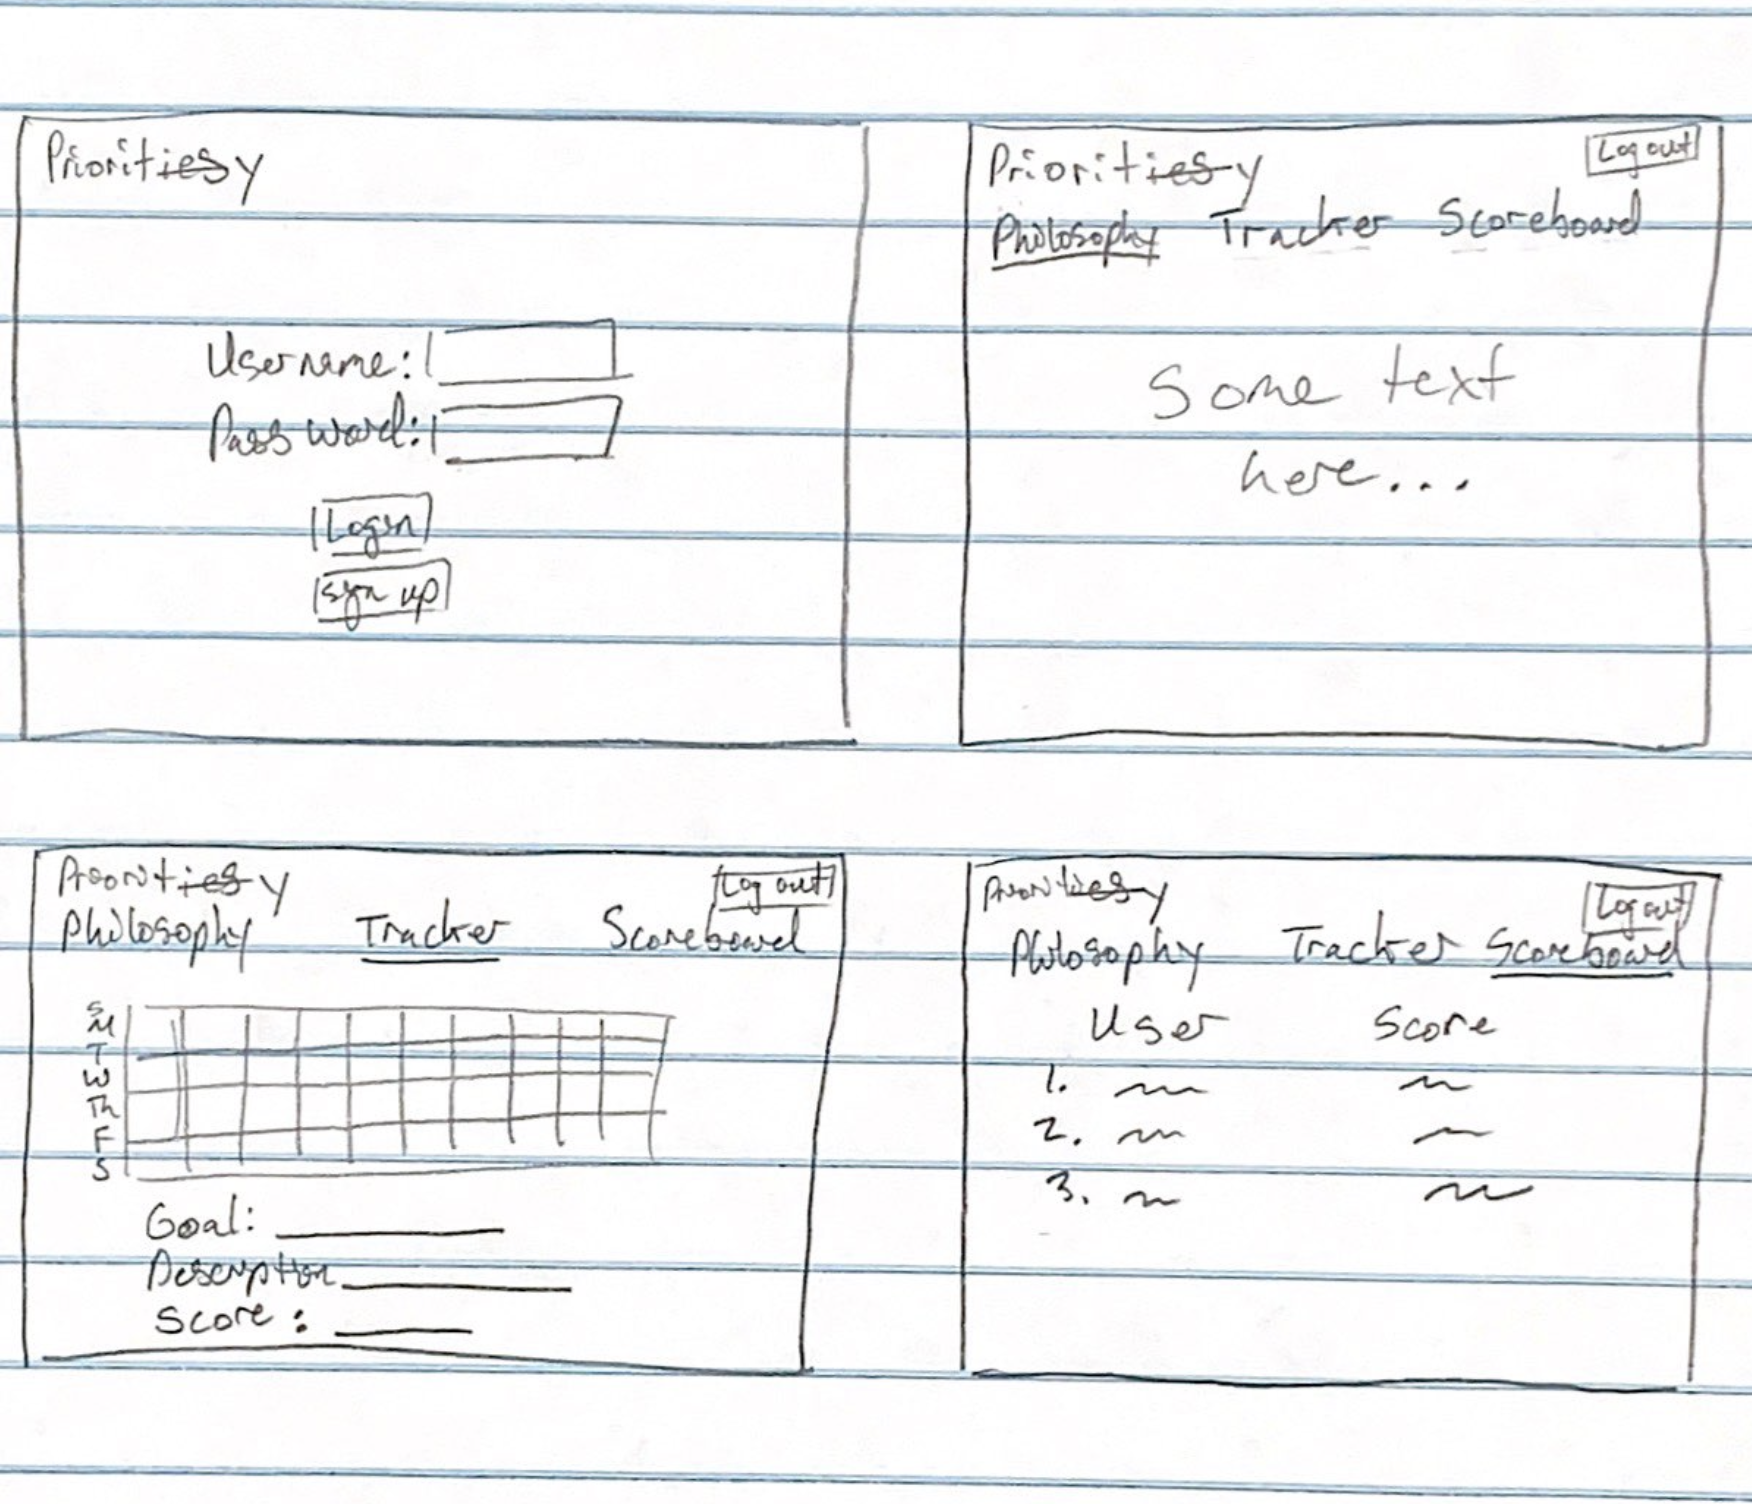 Prioritiesy
Username:
Password:
Login
sign up
Prioritiesy
Log out
Philosophy Tracker Scoreboard
Some text
here...
Prioritiesy
Log out
Philosophy Tracker Scoreboard
S
M
T
W
Th
F
S
Goal:
Description
Score:
Prioritiesy
Log out
Philosophy Tracker Scoreboard
User Score
1.
2.
3.